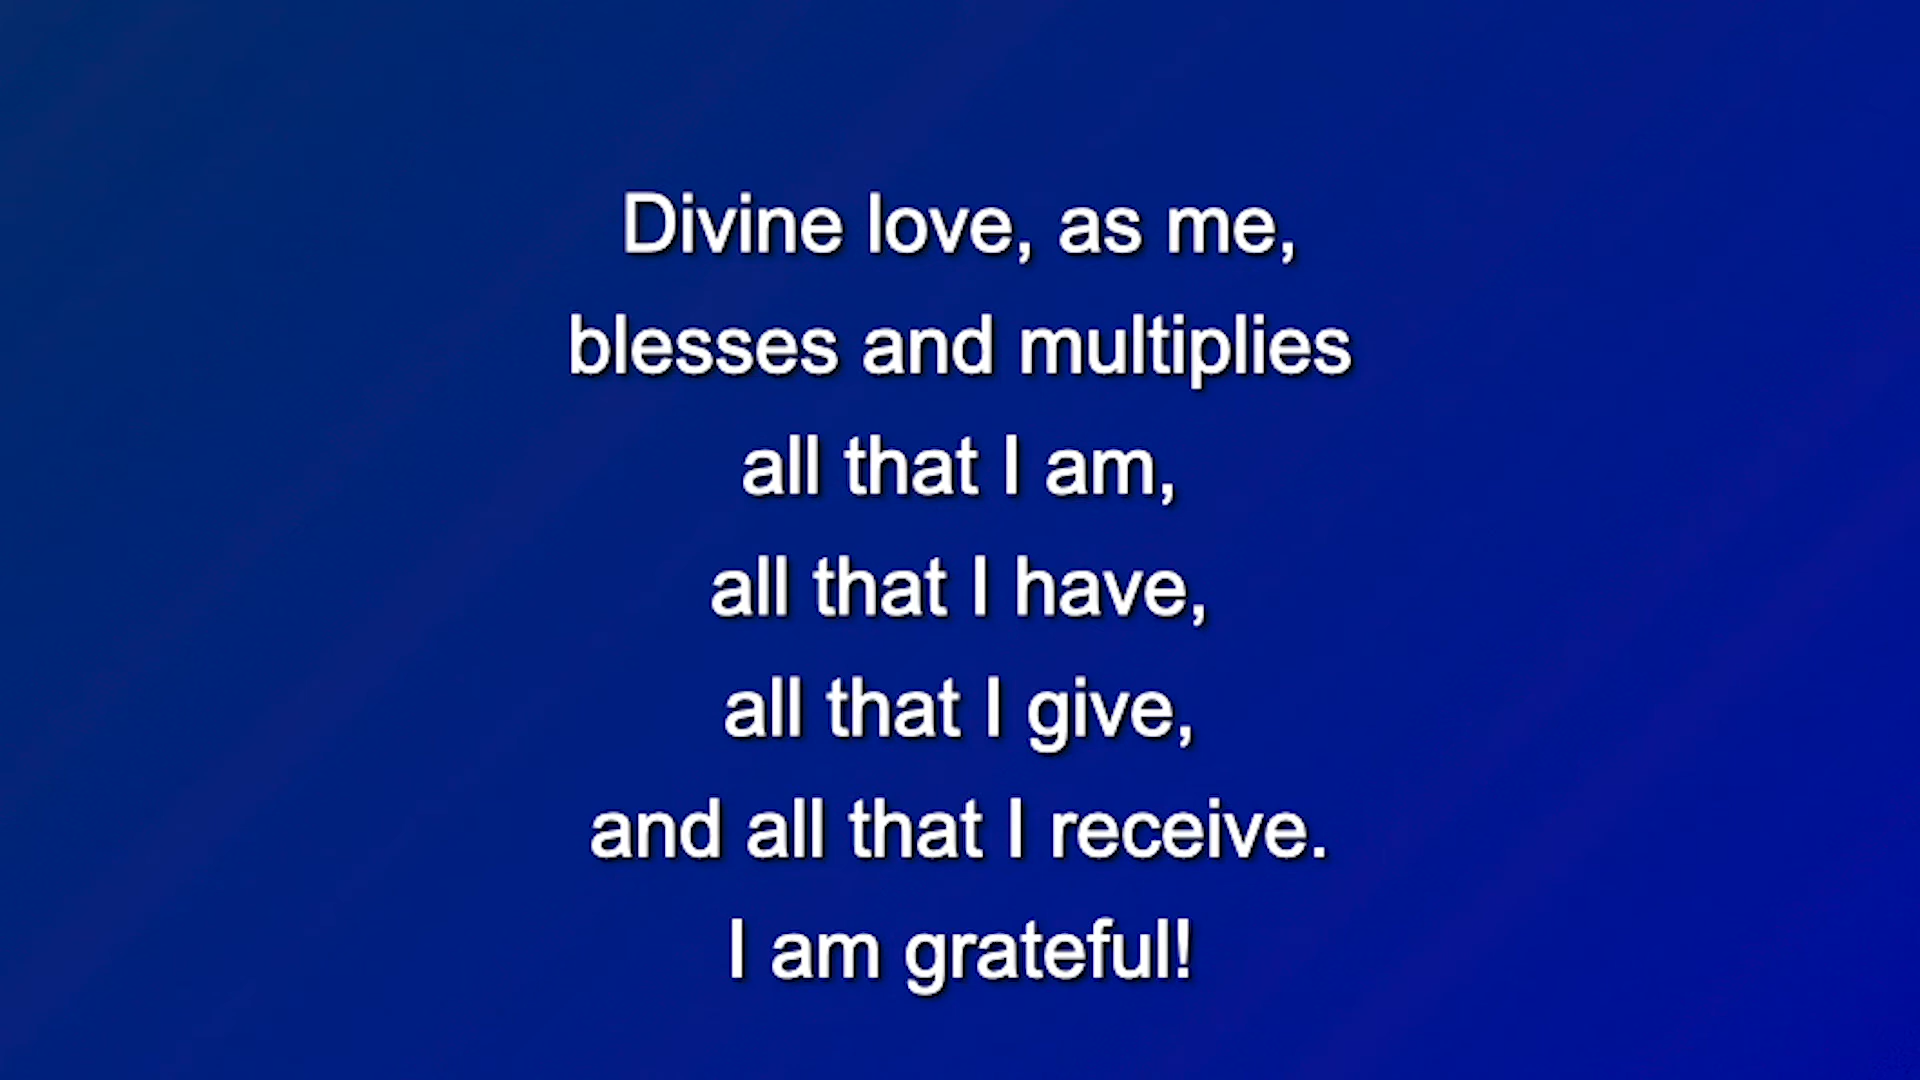 Divine love, as me,
blesses and multiplies
all that I am,
all that I have,
all that I give,
and all that I receive.
I am grateful!